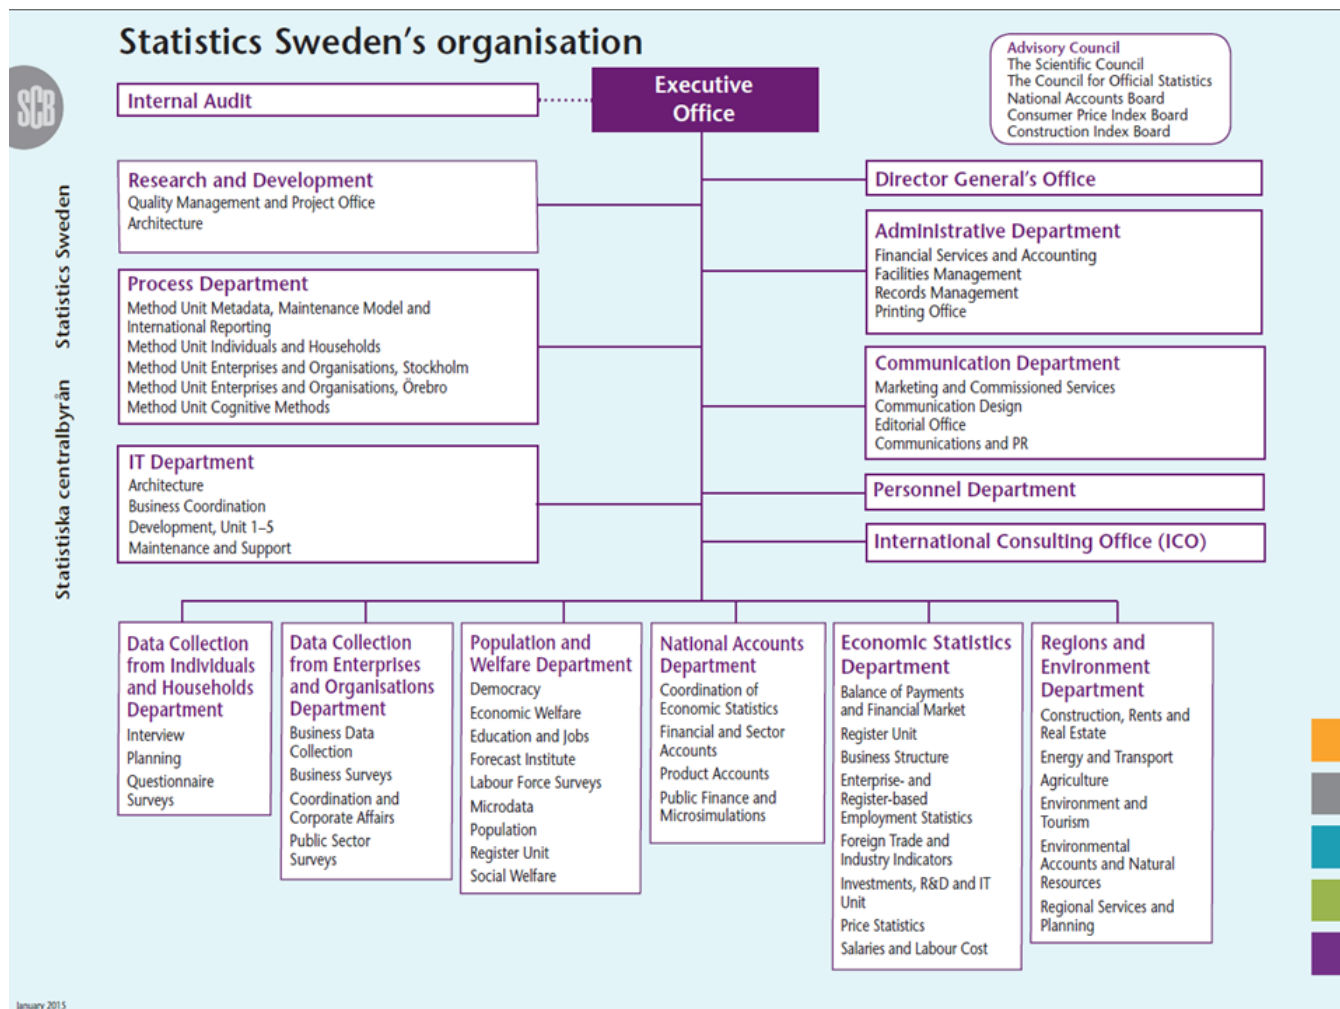 Statistics Sweden’s organisation
SCB
Statistiska centralbyrån Statistics Sweden
Internal Audit
Executive
Office
Advisory Council
The Scientific Council
The Council for Official Statistics
National Accounts Board
Consumer Price Index Board
Construction Index Board
Research and Development
Quality Management and Project Office
Architecture
Process Department
Method Unit Metadata, Maintenance Model and
International Reporting
Method Unit Individuals and Households
Method Unit Enterprises and Organisations, Stockholm
Method Unit Enterprises and Organisations, Örebro
Method Unit Cognitive Methods
IT Department
Architecture
Business Coordination
Development, Unit 1–5
Maintenance and Support
Director General’s Office
Administrative Department
Financial Services and Accounting
Facilities Management
Records Management
Printing Office
Communication Department
Marketing and Commissioned Services
Communication Design
Editorial Office
Communications and PR
Personnel Department
International Consulting Office (ICO)
Data Collection
from Individuals
and Households
Department
Interview
Planning
Questionnaire
Surveys
Data Collection
from Enterprises
and Organisations
Department
Business Data
Collection
Business Surveys
Coordination and
Corporate Affairs
Public Sector
Surveys
Population and
Welfare Department
Democracy
Economic Welfare
Education and Jobs
Forecast Institute
Labour Force Surveys
Microdata
Population
Register Unit
Social Welfare
National Accounts
Department
Coordination of
Economic Statistics
Financial and Sector
Accounts
Product Accounts
Public Finance and
Microsimulations
Economic Statistics
Department
Balance of Payments
and Financial Market
Register Unit
Business Structure
Enterprise- and
Register-based
Employment Statistics
Foreign Trade and
Industry Indicators
Investments, R&D and IT
Unit
Price Statistics
Salaries and Labour Cost
Regions and
Environment
Department
Construction, Rents and
Real Estate
Energy and Transport
Agriculture
Environment and
Tourism
Environmental
Accounts and Natural
Resources
Regional Services and
Planning
January 2015